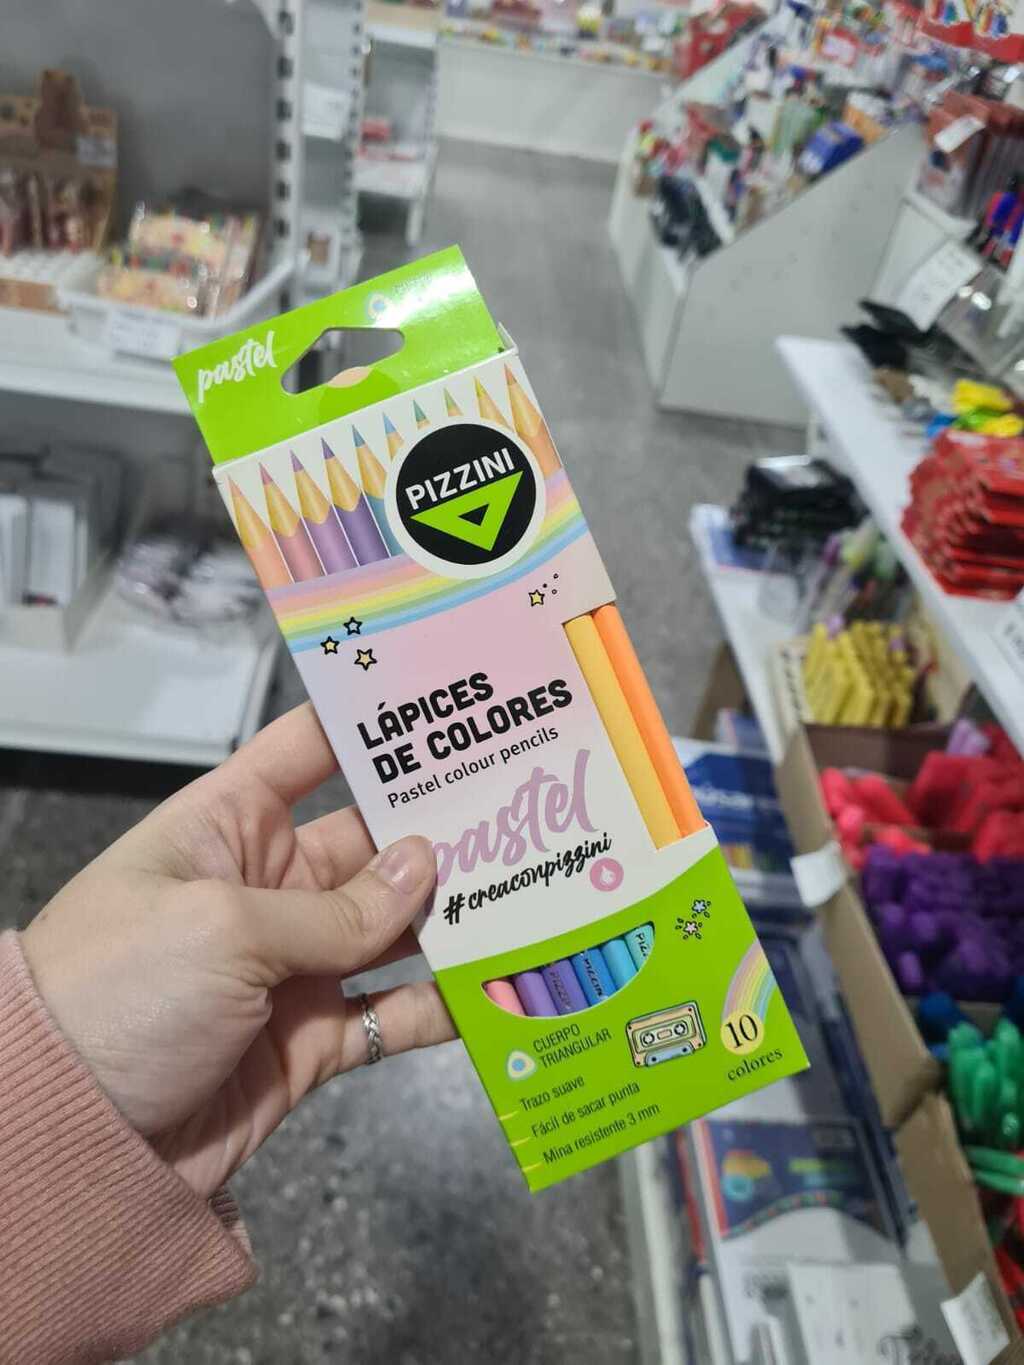 pastel
PIZZINI
LÁPICES
DE COLORES
Pastel colour pencils
pastel
#creaconpizzini
CUERPO
TRIANGULAR
10
colores
Trazo suave
Fácil de sacar punta
Mina resistente 3 mm